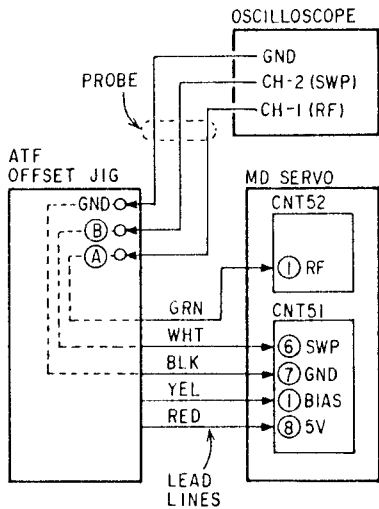 OSCILLOSCOPE
GND
CH-2 (SWP)
CH-1 (RF)
PROBE
ATF
OFFSET JIG
GND
B
A
MD SERVO
CNT52
1 RF
GRN
CNT51
WHT
6 SWP
BLK
7 GND
YEL
1 BIAS
RED
8 5V
LEAD
LINES